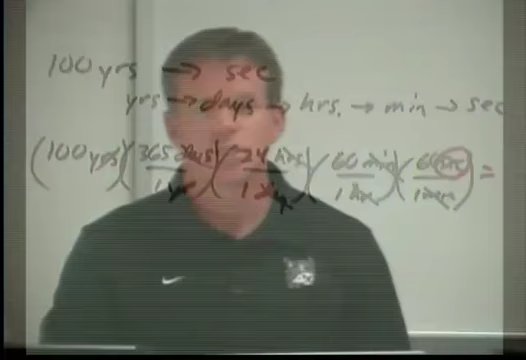 100 yrs → sec
yrs → days → hrs. → min → sec
(100 yrs)(365 days/1 yr)(24 hrs/1 day)(60 min/1 hr)(60 sec/1 min) =